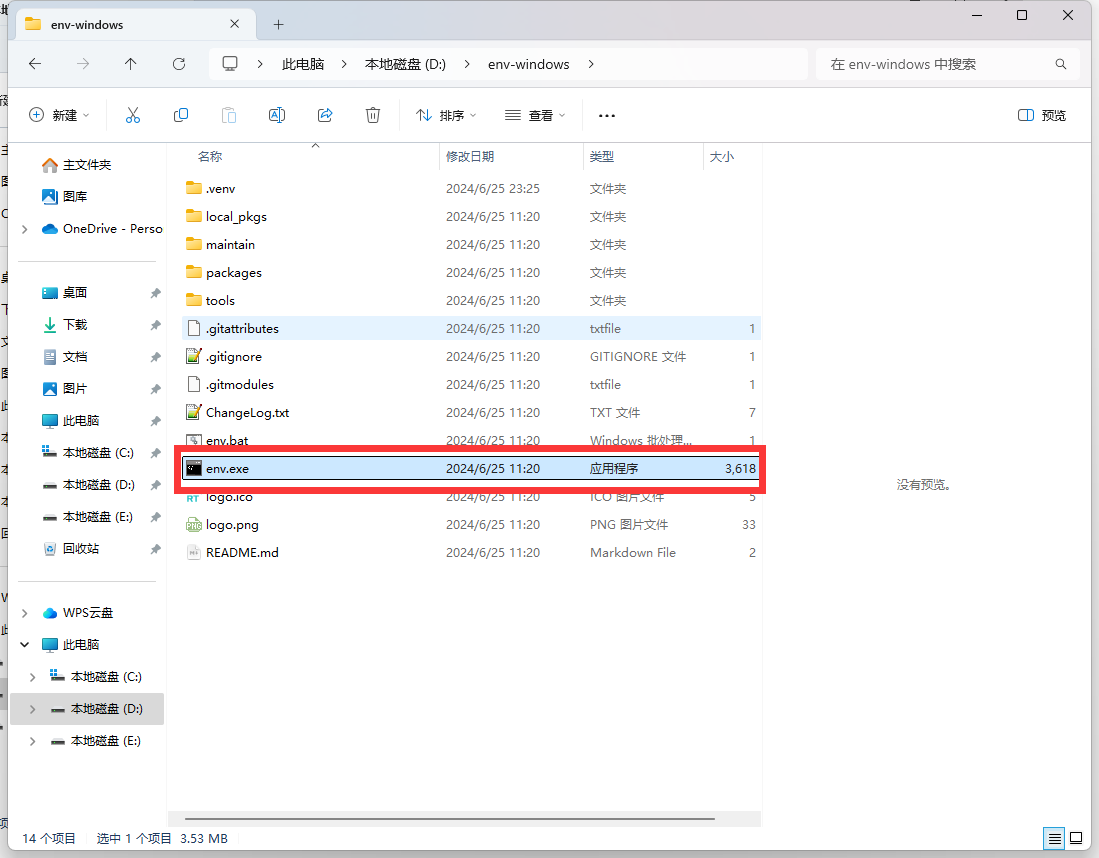 env-windows
此电脑 本地磁盘 (D:) env-windows 在 env-windows 中搜索
新建 排序 查看 预览
名称 修改日期 类型 大小
.venv 2024/6/25 23:25 文件夹
local_pkgs 2024/6/25 11:20 文件夹
maintain 2024/6/25 11:20 文件夹
packages 2024/6/25 11:20 文件夹
tools 2024/6/25 11:20 文件夹
.gitattributes 2024/6/25 11:20 txtfile 1
.gitignore 2024/6/25 11:20 GITIGNORE 文件 1
.gitmodules 2024/6/25 11:20 txtfile 1
ChangeLog.txt 2024/6/25 11:20 TXT 文件 7
env.bat 2024/6/25 11:20 Windows 批处理... 1
env.exe 2024/6/25 11:20 应用程序 3,618
logo.ico 2024/6/25 11:20 ICO 图片文件 5
logo.png 2024/6/25 11:20 PNG 图片文件 33
README.md 2024/6/25 11:20 Markdown File 2
没有预览。
主文件夹
图库
OneDrive - Perso
桌面
下载
文档
图片
此电脑
本地磁盘 (C:)
本地磁盘 (D:)
本地磁盘 (E:)
回收站
WPS云盘
此电脑
本地磁盘 (C:)
本地磁盘 (D:)
本地磁盘 (E:)
14 个项目 选中 1 个项目 3.53 MB